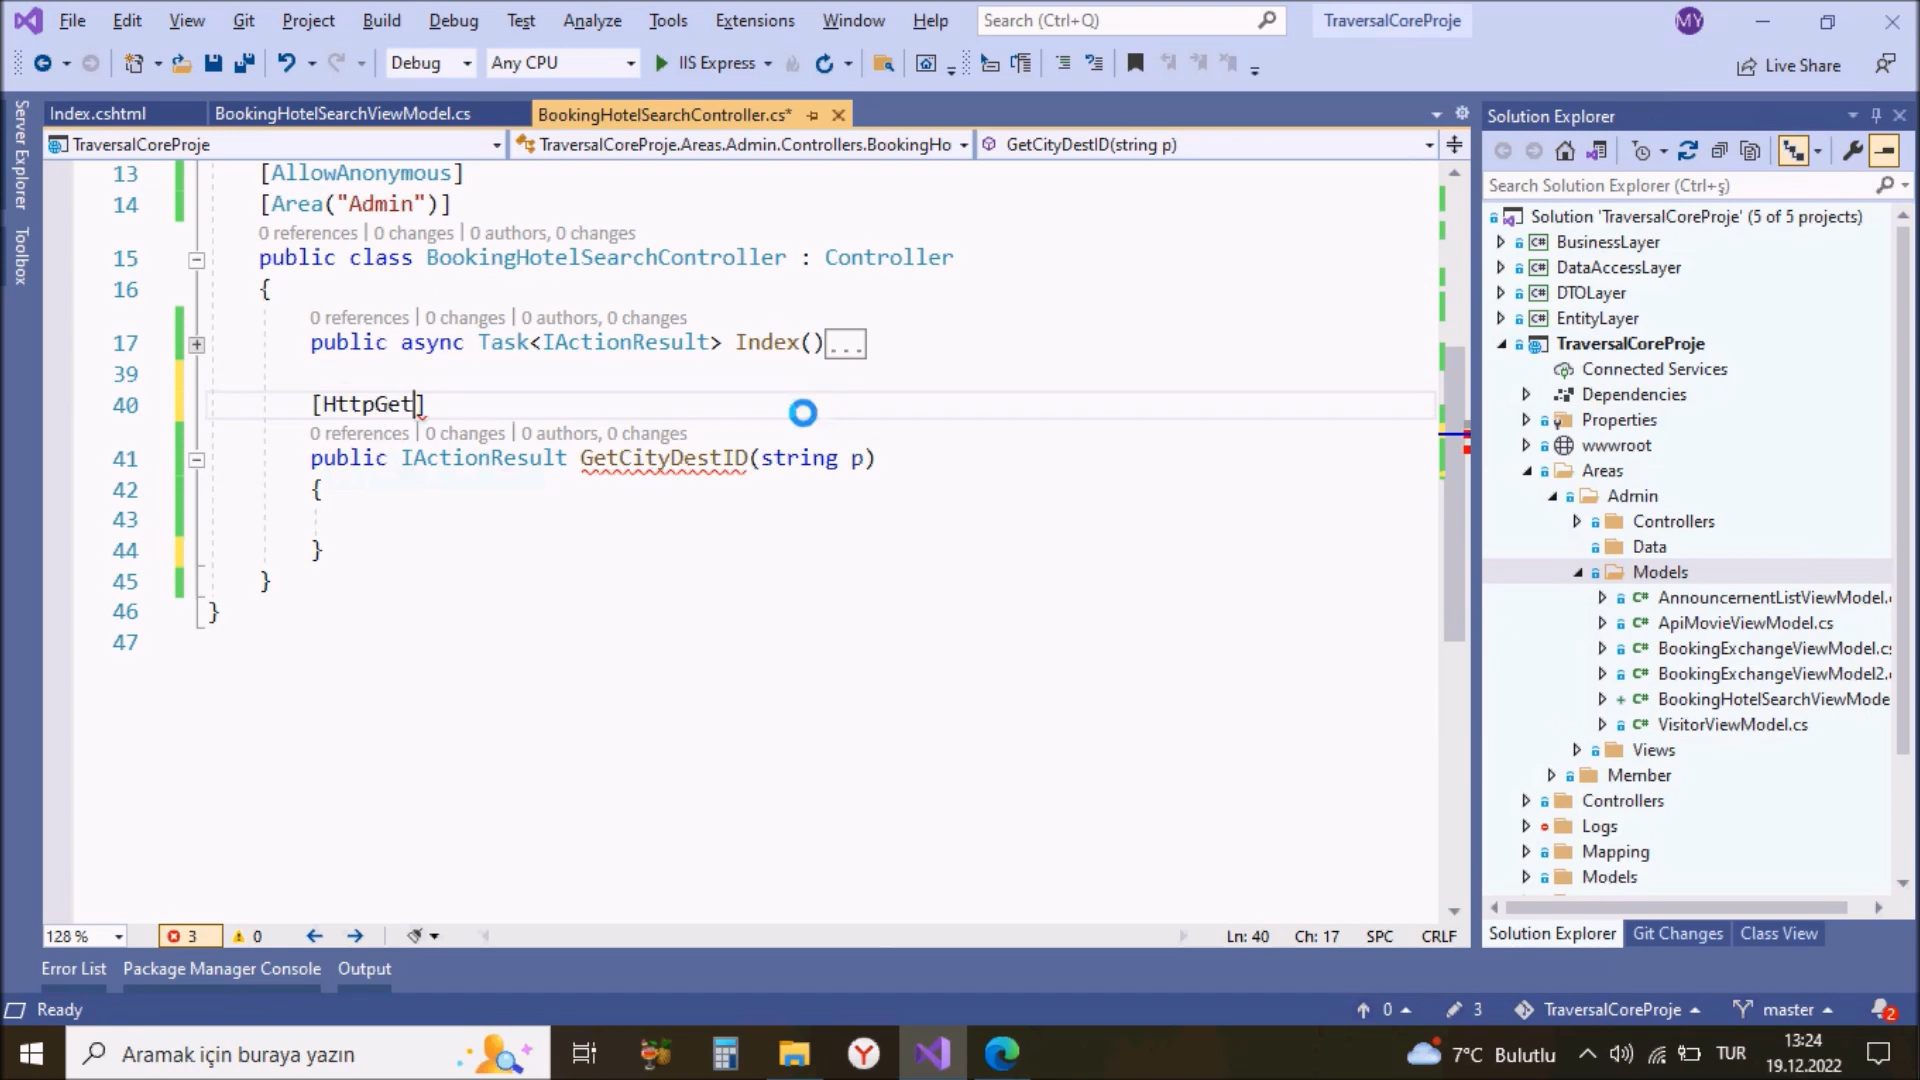 File Edit View Git Project Build Debug Test Analyze Tools Extensions Window Help Search (Ctrl+Q) TraversalCoreProje MY
Debug Any CPU IIS Express Live Share
Server Explorer
Toolbox
Index.cshtml BookingHotelSearchViewModel.cs BookingHotelSearchController.cs*
TraversalCoreProje TraversalCoreProje.Areas.Admin.Controllers.BookingHo GetCityDestID(string p)
13 [AllowAnonymous]
14 [Area("Admin")]
0 references | 0 changes | 0 authors, 0 changes
15 public class BookingHotelSearchController : Controller
16 {
0 references | 0 changes | 0 authors, 0 changes
17 public async Task<IActionResult> Index()...
39
40 [HttpGet]
0 references | 0 changes | 0 authors, 0 changes
41 public IActionResult GetCityDestID(string p)
42 {
43
44 }
45 }
46 }
47
128 % 3 0 Ln: 40 Ch: 17 SPC CRLF
Solution Explorer
Search Solution Explorer (Ctrl+ş)
Solution 'TraversalCoreProje' (5 of 5 projects)
BusinessLayer
DataAccessLayer
DTOLayer
EntityLayer
TraversalCoreProje
Connected Services
Dependencies
Properties
wwwroot
Areas
Admin
Controllers
Data
Models
AnnouncementListViewModel.
ApiMovieViewModel.cs
BookingExchangeViewModel.cs
BookingExchangeViewModel2.
BookingHotelSearchViewMode
VisitorViewModel.cs
Views
Member
Controllers
Logs
Mapping
Models
Solution Explorer Git Changes Class View
Error List Package Manager Console Output
Ready 0 3 TraversalCoreProje master 2
Aramak için buraya yazın 7°C Bulutlu TUR 13:24
19.12.2022